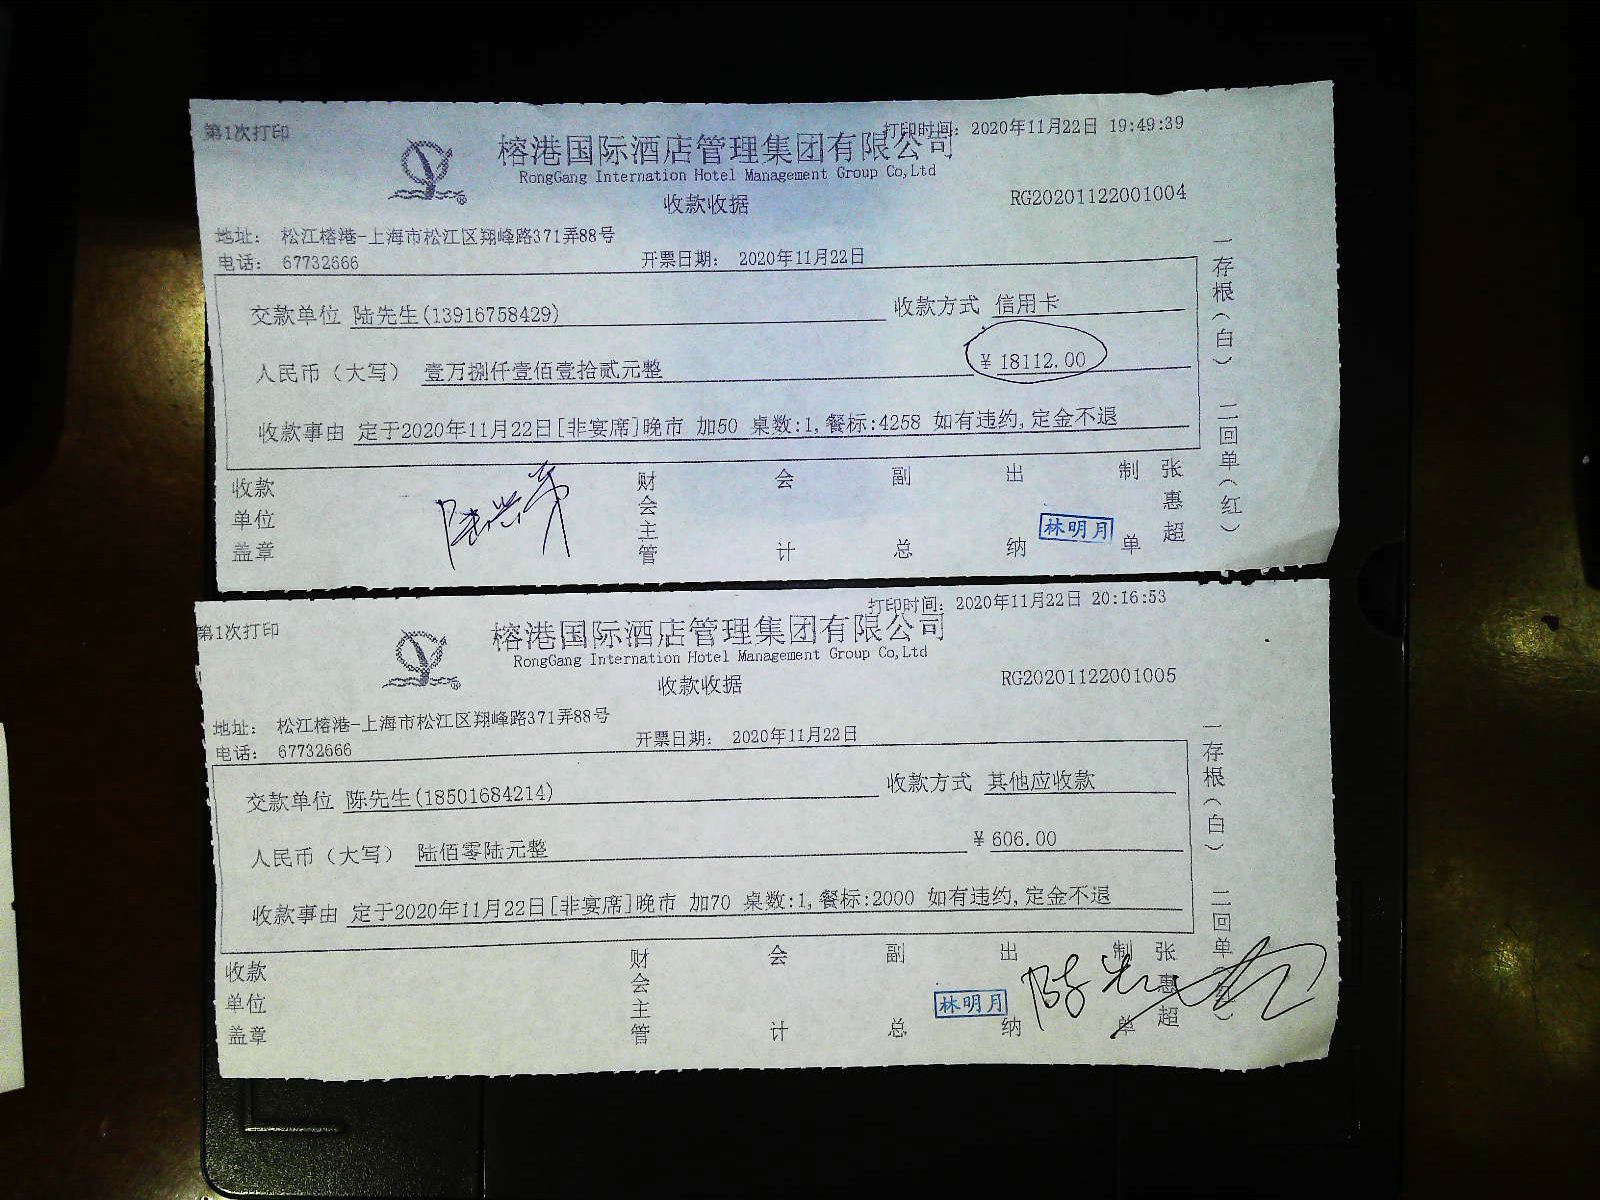 第1次打印
打印时间: 2020年11月22日 19:49:39
榕港国际酒店管理集团有限公司
RongGang Internation Hotel Management Group Co,Ltd
收款收据
RG20201122001004
地址: 松江榕港-上海市松江区翔峰路371弄88号
电话: 67732666
开票日期: 2020年11月22日
交款单位 陆先生(13916758429)
收款方式 信用卡
人民币（大写） 壹万捌仟壹佰壹拾贰元整
¥ 18112.00
收款事由 定于2020年11月22日[非宴席]晚市 加50 桌数:1,餐标:4258 如有违约,定金不退
收款单位盖章
财会主管
会计
副总
出纳
林明月
制单
张惠超
一存根（白） 二回单（红）
第1次打印
打印时间: 2020年11月22日 20:16:53
榕港国际酒店管理集团有限公司
RongGang Internation Hotel Management Group Co,Ltd
收款收据
RG20201122001005
地址: 松江榕港-上海市松江区翔峰路371弄88号
电话: 67732666
开票日期: 2020年11月22日
交款单位 陈先生(18501684214)
收款方式 其他应收款
人民币（大写） 陆佰零陆元整
¥ 606.00
收款事由 定于2020年11月22日[非宴席]晚市 加70 桌数:1,餐标:2000 如有违约,定金不退
收款单位盖章
财会主管
会计
副总
出纳
林明月
制单
张惠超
一存根（白） 二回单（红）